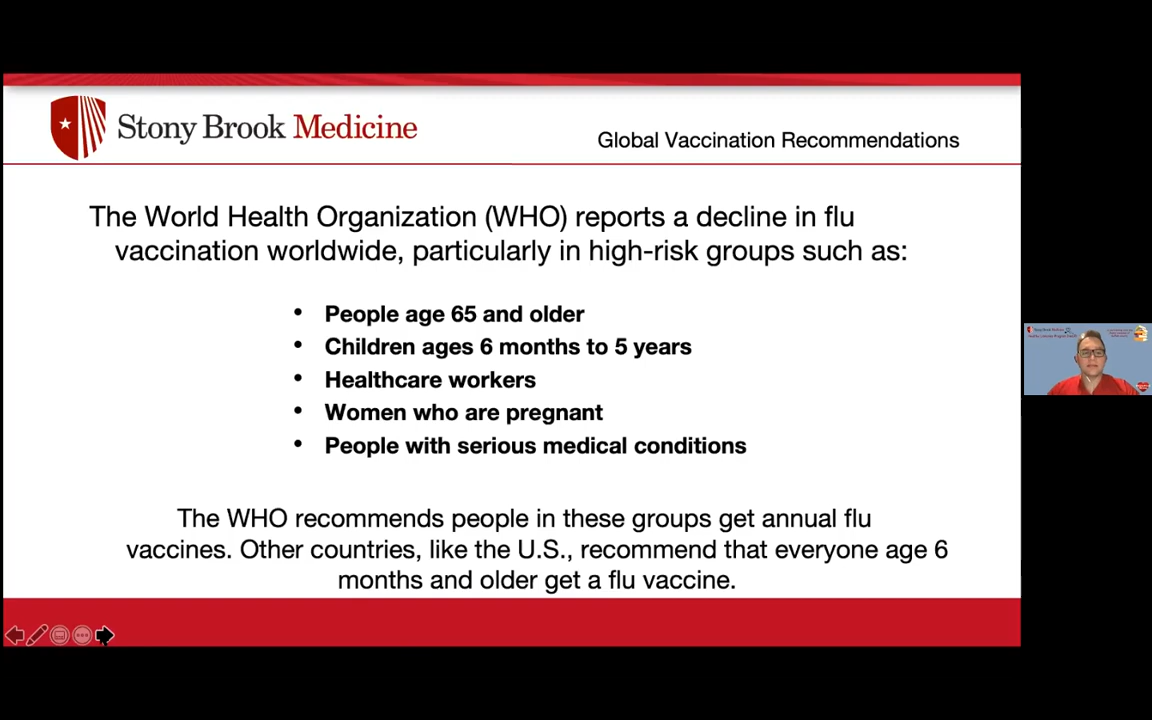 Stony Brook Medicine
Global Vaccination Recommendations
The World Health Organization (WHO) reports a decline in flu
vaccination worldwide, particularly in high-risk groups such as:
• People age 65 and older
• Children ages 6 months to 5 years
• Healthcare workers
• Women who are pregnant
• People with serious medical conditions
The WHO recommends people in these groups get annual flu
vaccines. Other countries, like the U.S., recommend that everyone age 6
months and older get a flu vaccine.
Stony Brook Medicine